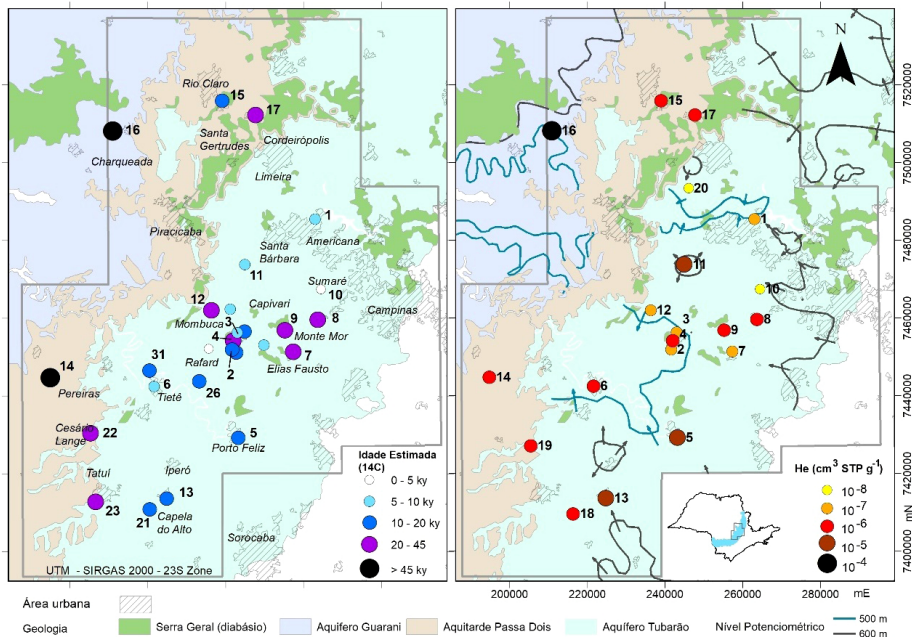 Rio Claro
15
17
16
Santa
Gertrudes
Cordeirópolis
Charqueada
Limeira
1
Piracicaba
Americana
Santa
Bárbara
11
Sumaré
10
Campinas
12
Capivari
3
Mombuca
9
8
4
Monte Mor
31
Rafard
7
14
2
Elias Fausto
6
Tietê
26
Pereiras
Cesário
Lange
22
5
Porto Feliz
Tatuí
Iperó
13
23
21
Capela
do Alto
Sorocaba
Idade Estimada
(14C)
0 - 5 ky
5 - 10 ky
10 - 20 ky
20 - 45
> 45 ky
UTM - SIRGAS 2000 - 23S Zone
N
15
17
16
20
1
11
10
12
3
4
9
8
2
7
14
6
5
19
13
18
He (cm³ STP g⁻¹)
10⁻⁸
10⁻⁷
10⁻⁶
10⁻⁵
10⁻⁴
7520000
7500000
7480000
7460000
7440000
7420000
7400000
200000 220000 240000 260000 280000 mE
Área urbana
Geologia Serra Geral (diabásio) Aquifero Guarani Aquitarde Passa Dois Aquífero Tubarão Nível Potenciométrico 500 m
600 m